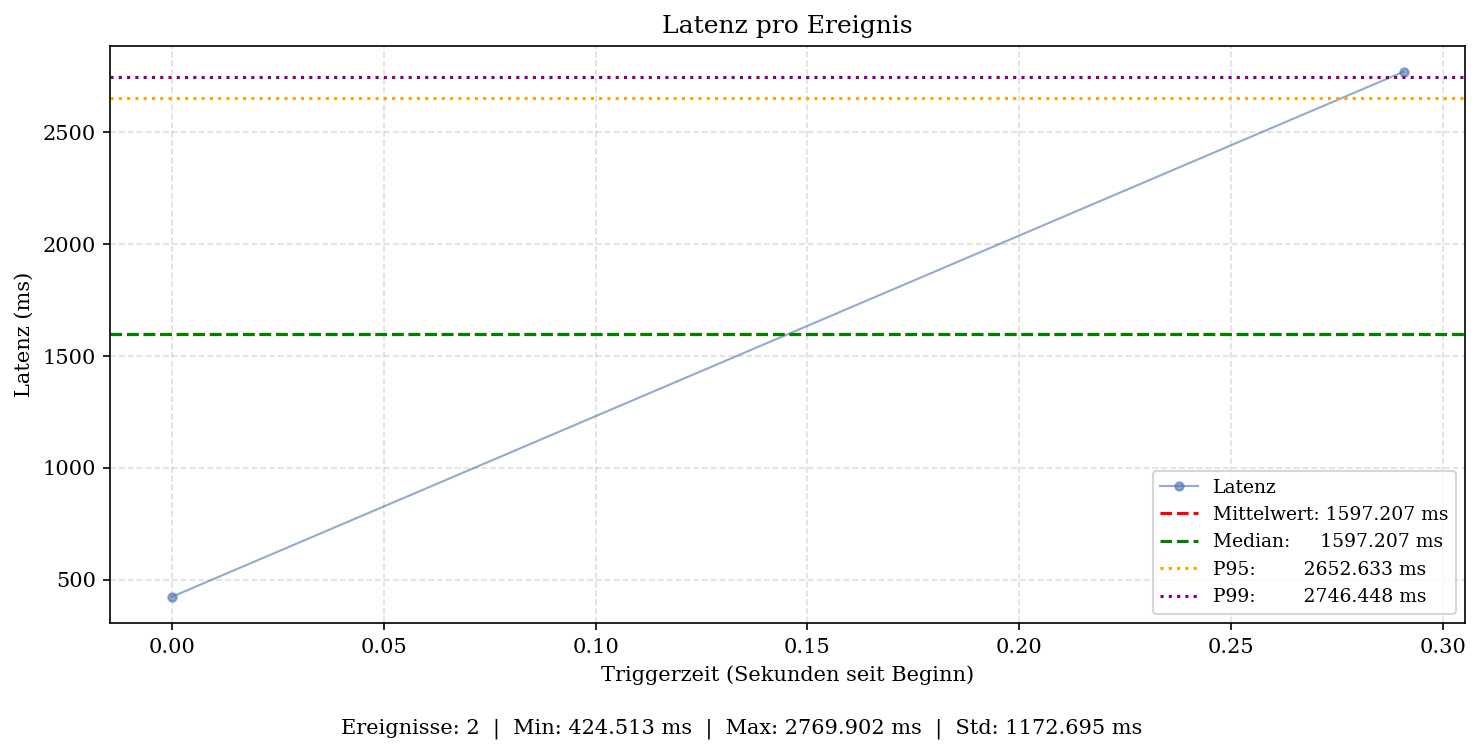 Latenz pro Ereignis
Latenz (ms)
2500
2000
1500
1000
500
Latenz
Mittelwert: 1597.207 ms
Median: 1597.207 ms
P95: 2652.633 ms
P99: 2746.448 ms
0.00 0.05 0.10 0.15 0.20 0.25 0.30
Triggerzeit (Sekunden seit Beginn)
Ereignisse: 2 | Min: 424.513 ms | Max: 2769.902 ms | Std: 1172.695 ms